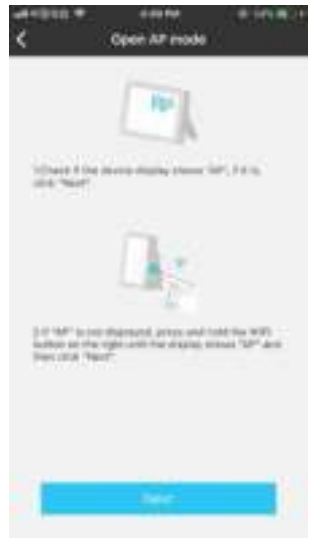 Open AP mode
AP
1.Check if the device display shows "AP", if it is,
click "Next".
2.If "AP" is not displayed, press and hold the WiFi
button on the right until the display shows "AP" and
then click "Next".
Next